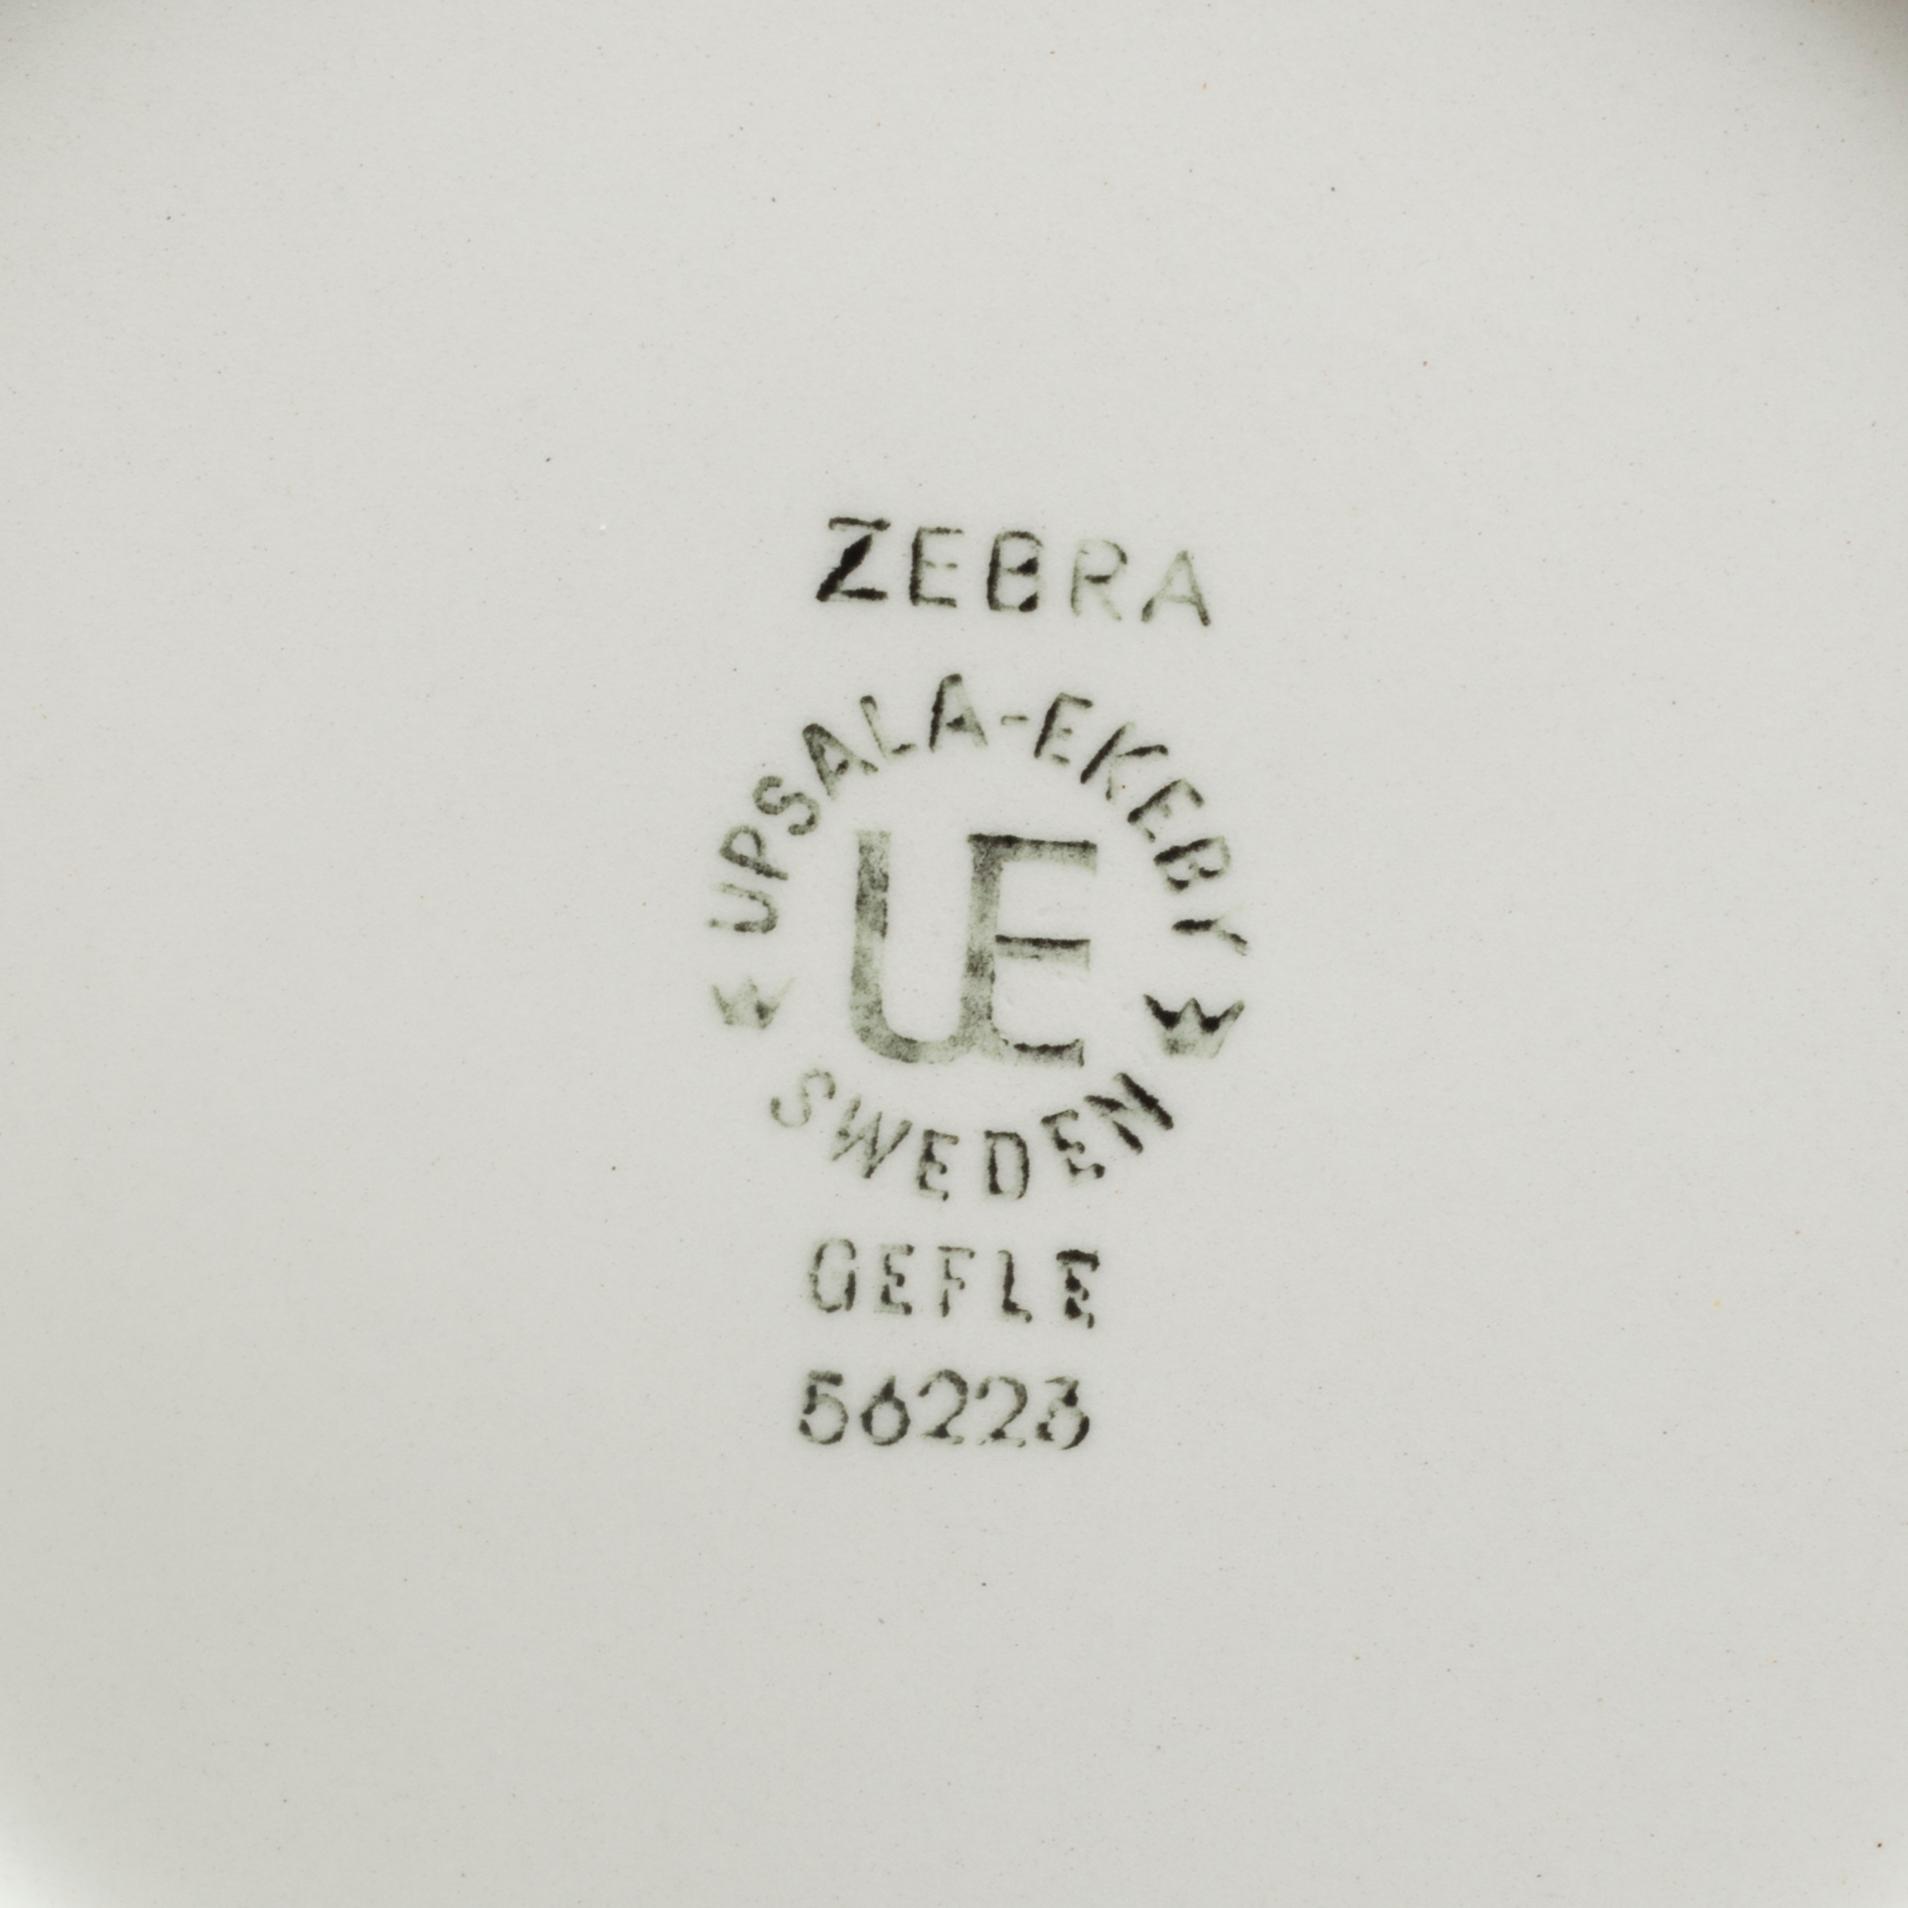 ZEBRA
UPSALA-EKEBY
UE
SWEDEN
GEFLE
56223